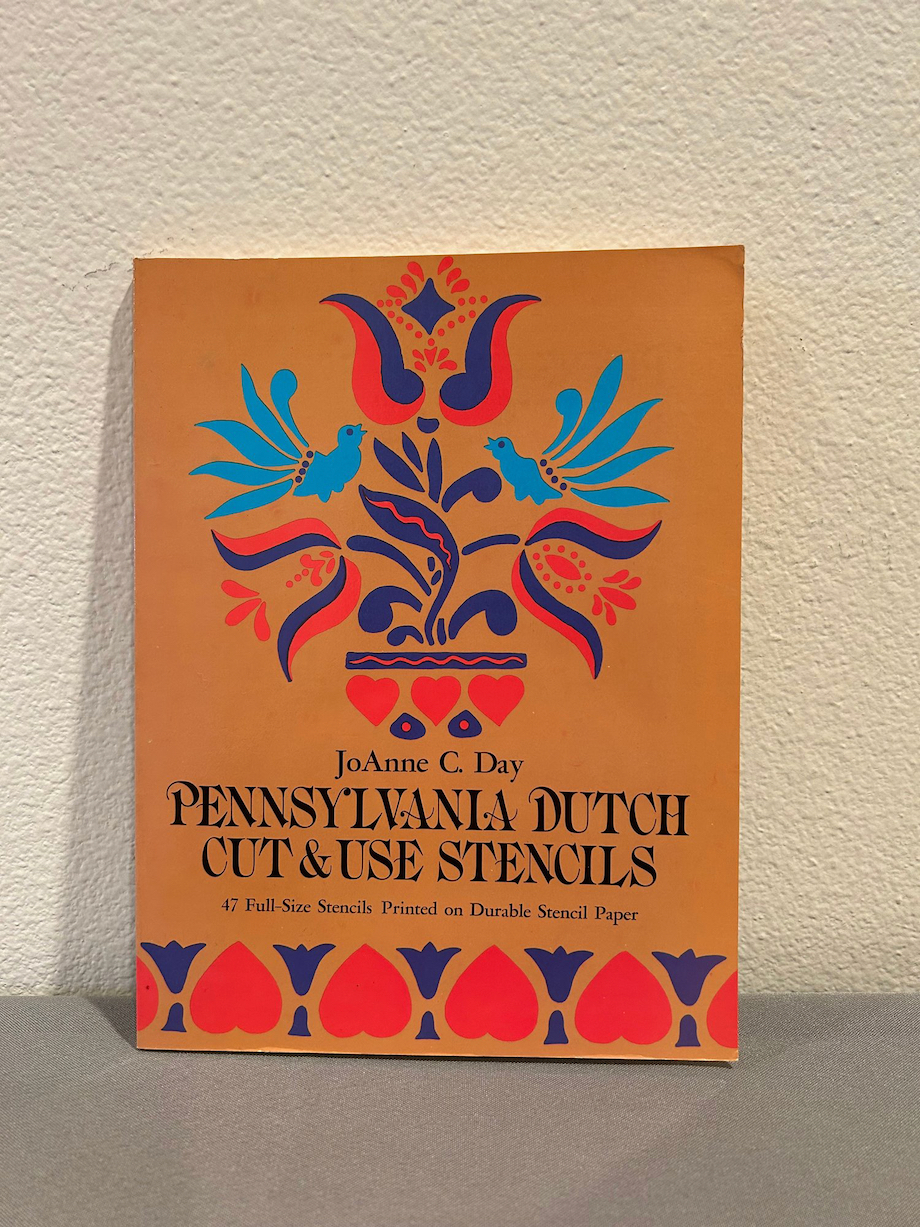 JoAnne C. Day
PENNSYLVANIA DUTCH
CUT & USE STENCILS
47 Full-Size Stencils Printed on Durable Stencil Paper